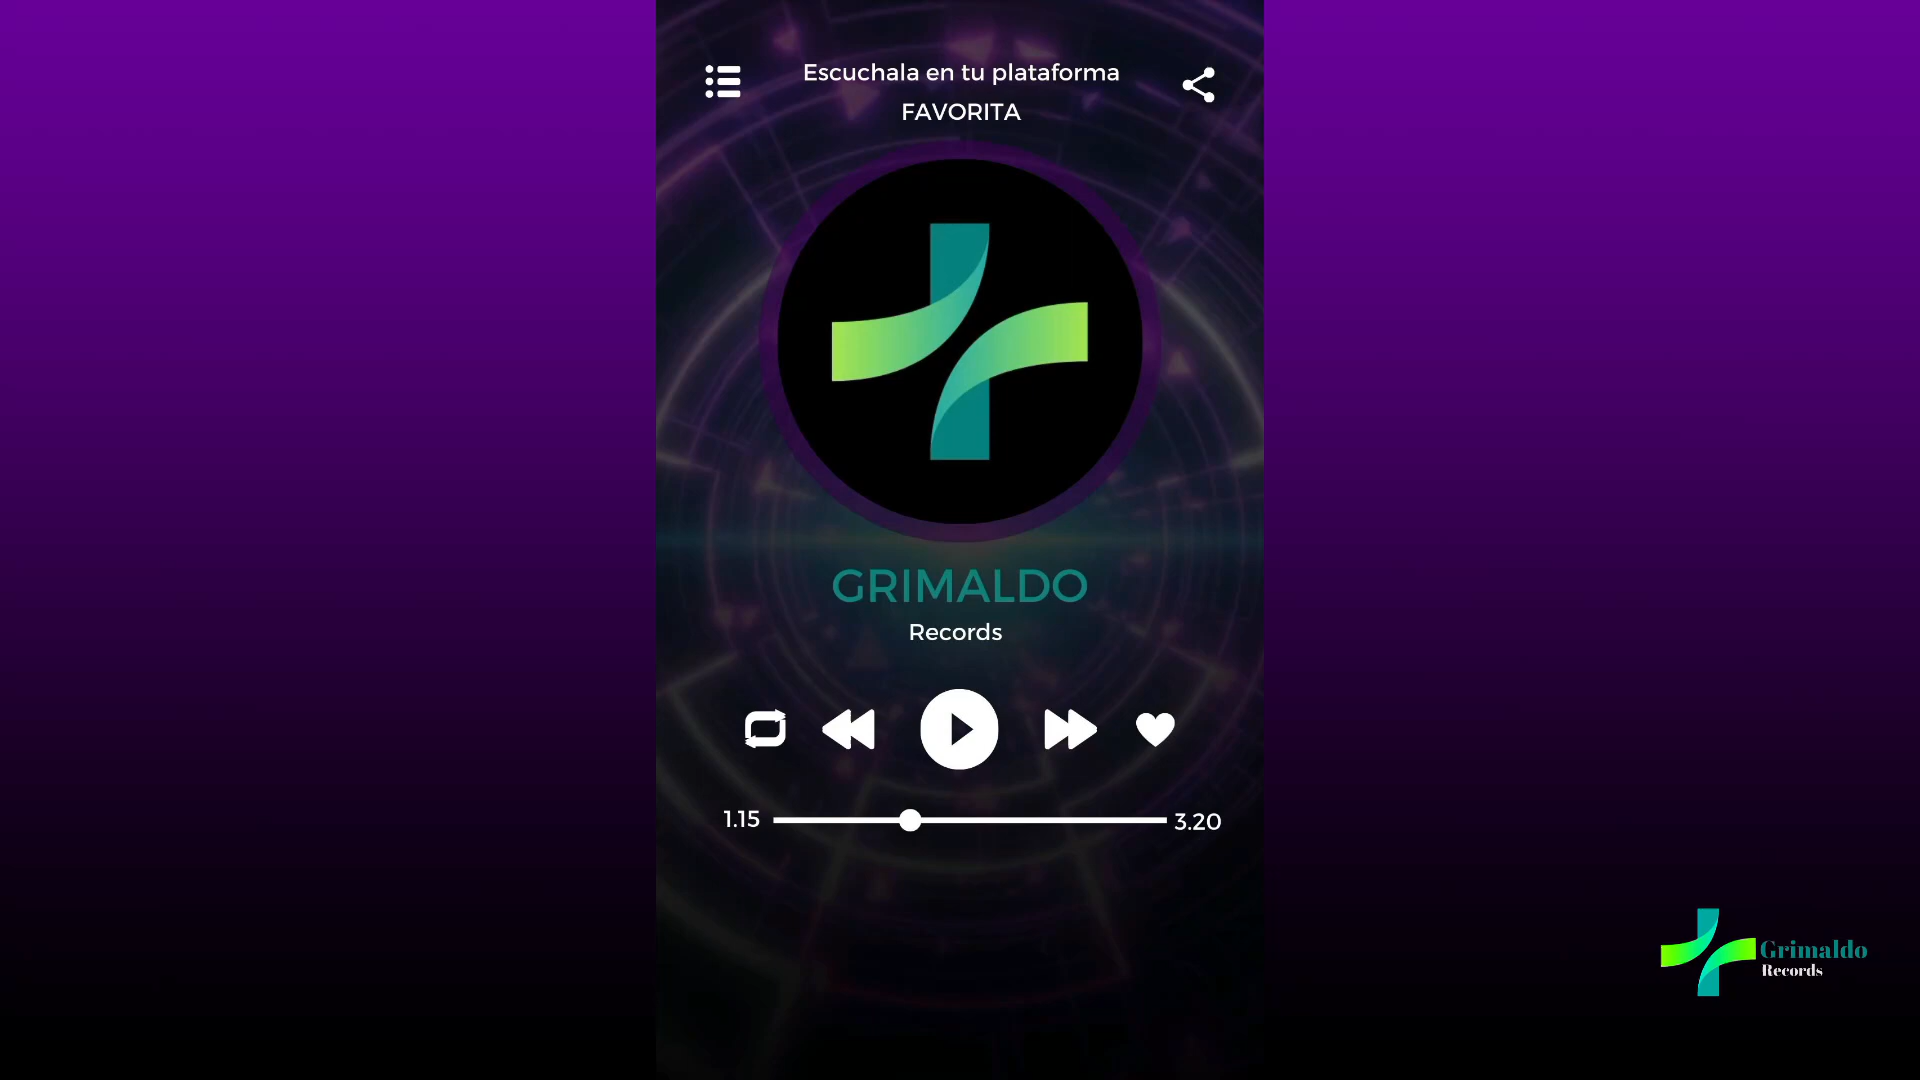 Escuchala en tu plataforma
FAVORITA
GRIMALDO
Records
1.15
3.20
Grimaldo
Records